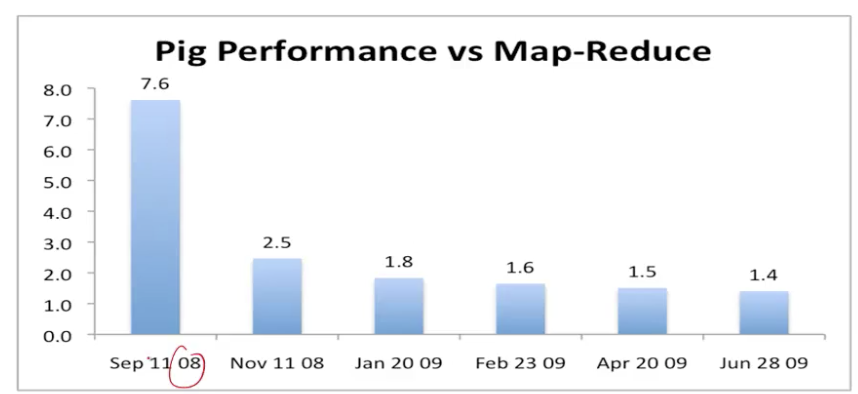 Pig Performance vs Map-Reduce
8.0
7.0
6.0
5.0
4.0
3.0
2.0
1.0
0.0
7.6
2.5
1.8
1.6
1.5
1.4
Sep 11 08
Nov 11 08
Jan 20 09
Feb 23 09
Apr 20 09
Jun 28 09